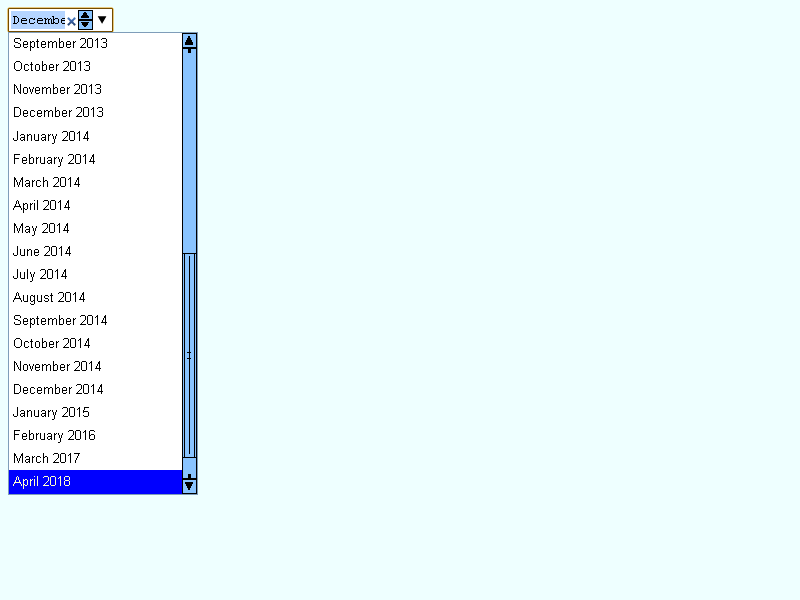 Decembe
September 2013
October 2013
November 2013
December 2013
January 2014
February 2014
March 2014
April 2014
May 2014
June 2014
July 2014
August 2014
September 2014
October 2014
November 2014
December 2014
January 2015
February 2016
March 2017
April 2018